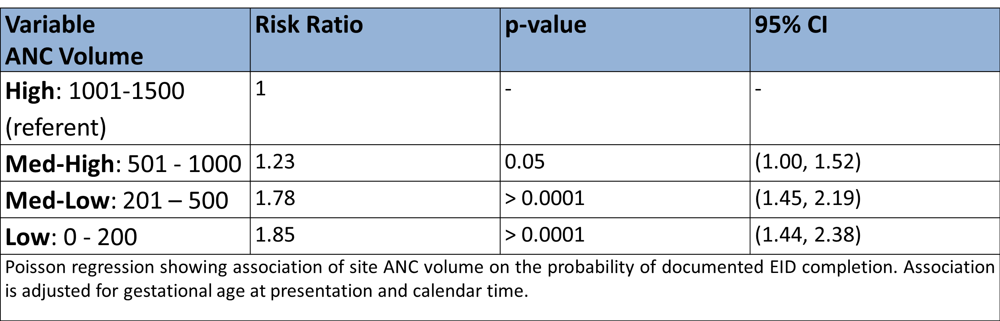 Variable Risk Ratio p-value 95% CI
ANC Volume
High: 1001-1500 1 - -
(referent)
Med-High: 501 - 1000 1.23 0.05 (1.00, 1.52)
Med-Low: 201 – 500 1.78 > 0.0001 (1.45, 2.19)
Low: 0 - 200 1.85 > 0.0001 (1.44, 2.38)
Poisson regression showing association of site ANC volume on the probability of documented EID completion. Association
is adjusted for gestational age at presentation and calendar time.